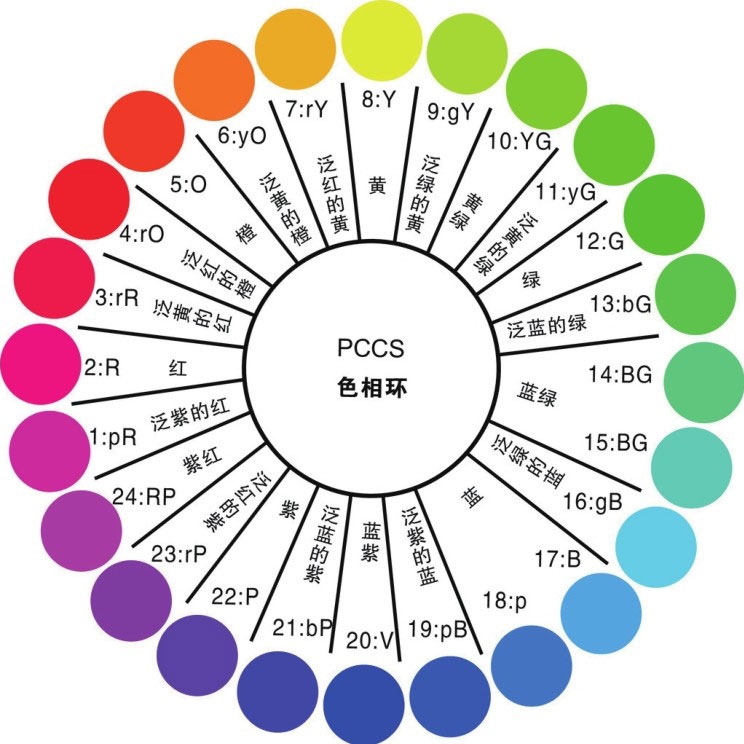 PCCS
色相环
8:Y
黄
9:gY
泛绿的黄
10:YG
黄绿
11:yG
泛黄的绿
12:G
绿
13:bG
泛蓝的绿
14:BG
蓝绿
15:BG
16:gB
泛绿的蓝
17:B
18:p
蓝
19:pB
泛紫的蓝
20:V
蓝紫
21:bP
泛蓝的紫
22:P
紫
23:rP
泛红的紫
24:RP
紫红
1:pR
泛紫的红
2:R
红
3:rR
泛黄的红
4:rO
泛红的橙
5:O
橙
6:yO
泛黄的橙
7:rY
泛红的黄